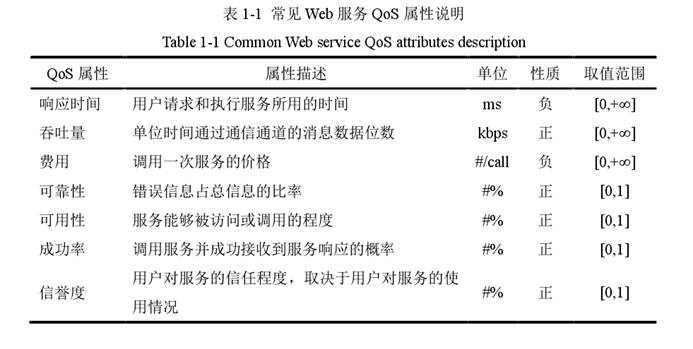 表 1-1 常见 Web 服务 QoS 属性说明
Table 1-1 Common Web service QoS attributes description
QoS 属性 属性描述 单位 性质 取值范围
响应时间 用户请求和执行服务所用的时间 ms 负 [0,+∞]
吞吐量 单位时间通过通信通道的消息数据位数 kbps 正 [0,+∞]
费用 调用一次服务的价格 #/call 负 [0,+∞]
可靠性 错误信息占总信息的比率 #% 正 [0,1]
可用性 服务能够被访问或调用的程度 #% 正 [0,1]
成功率 调用服务并成功接收到服务响应的概率 #% 正 [0,1]
信誉度 用户对服务的信任程度，取决于用户对服务的使 #% 正 [0,1]
用情况